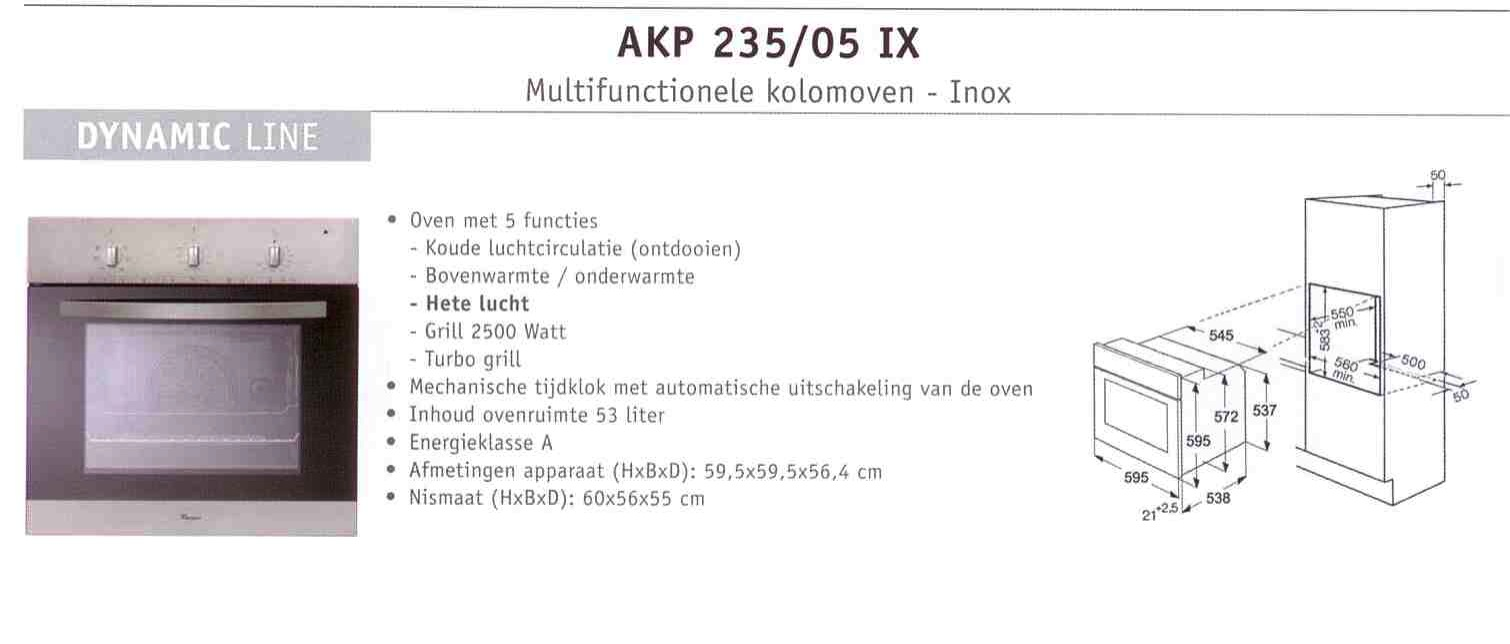 AKP 235/05 IX
Multifunctionele kolomoven - Inox
DYNAMIC LINE
• Oven met 5 functies
- Koude luchtcirculatie (ontdooien)
- Bovenwarmte / onderwarmte
- Hete lucht
- Grill 2500 Watt
- Turbo grill
• Mechanische tijdklok met automatische uitschakeling van de oven
• Inhoud ovenruimte 53 liter
• Energieklasse A
• Afmetingen apparaat (HxBxD): 59,5x59,5x56,4 cm
• Nismaat (HxBxD): 60x56x55 cm
50
550
min.
583+2
560
min.
500
50
545
572
537
595
595
538
21+2,5